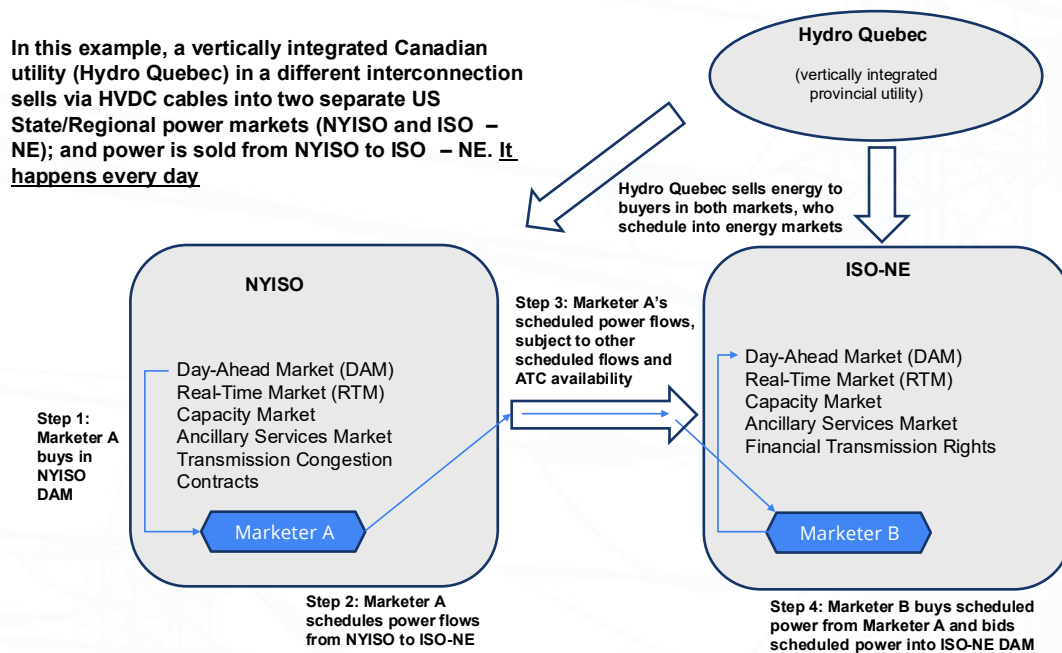 In this example, a vertically integrated Canadian
utility (Hydro Quebec) in a different interconnection
sells via HVDC cables into two separate US
State/Regional power markets (NYISO and ISO – 
NE); and power is sold from NYISO to ISO – NE. It
happens every day
Hydro Quebec
(vertically integrated
provincial utility)
Hydro Quebec sells energy to
buyers in both markets, who
schedule into energy markets
NYISO
Day-Ahead Market (DAM)
Real-Time Market (RTM)
Capacity Market
Ancillary Services Market
Transmission Congestion
Contracts
Marketer A
Step 1:
Marketer A
buys in
NYISO
DAM
Step 2: Marketer A
schedules power flows
from NYISO to ISO-NE
Step 3: Marketer A’s
scheduled power flows,
subject to other
scheduled flows and
ATC availability
ISO-NE
Day-Ahead Market (DAM)
Real-Time Market (RTM)
Capacity Market
Ancillary Services Market
Financial Transmission Rights
Marketer B
Step 4: Marketer B buys scheduled
power from Marketer A and bids
scheduled power into ISO-NE DAM